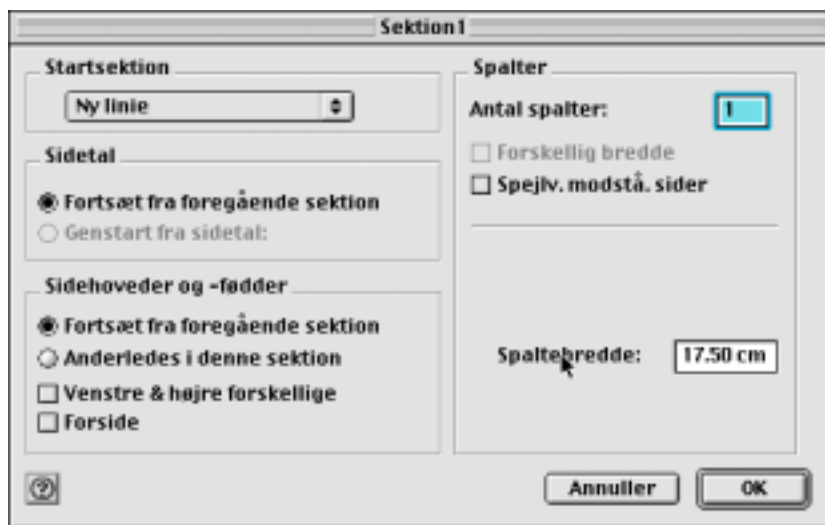 Sektion1
Startsektion
Ny linie
Sidetal
Fortsæt fra foregående sektion
Genstart fra sidetal:
Sidehoveder og -fødder
Fortsæt fra foregående sektion
Anderledes i denne sektion
Venstre & højre forskellige
Forside
Spalter
Antal spalter: 1
Forskellig bredde
Spejlv. modstå. sider
Spaltebredde: 17.50 cm
?
Annuller OK